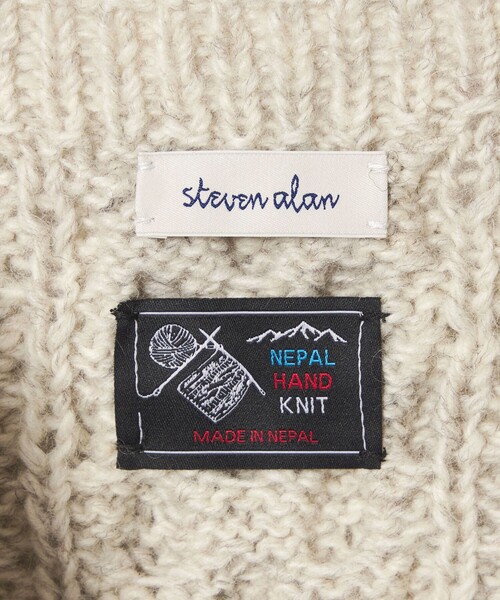 steven alan
NEPAL
HAND
KNIT
MADE IN NEPAL